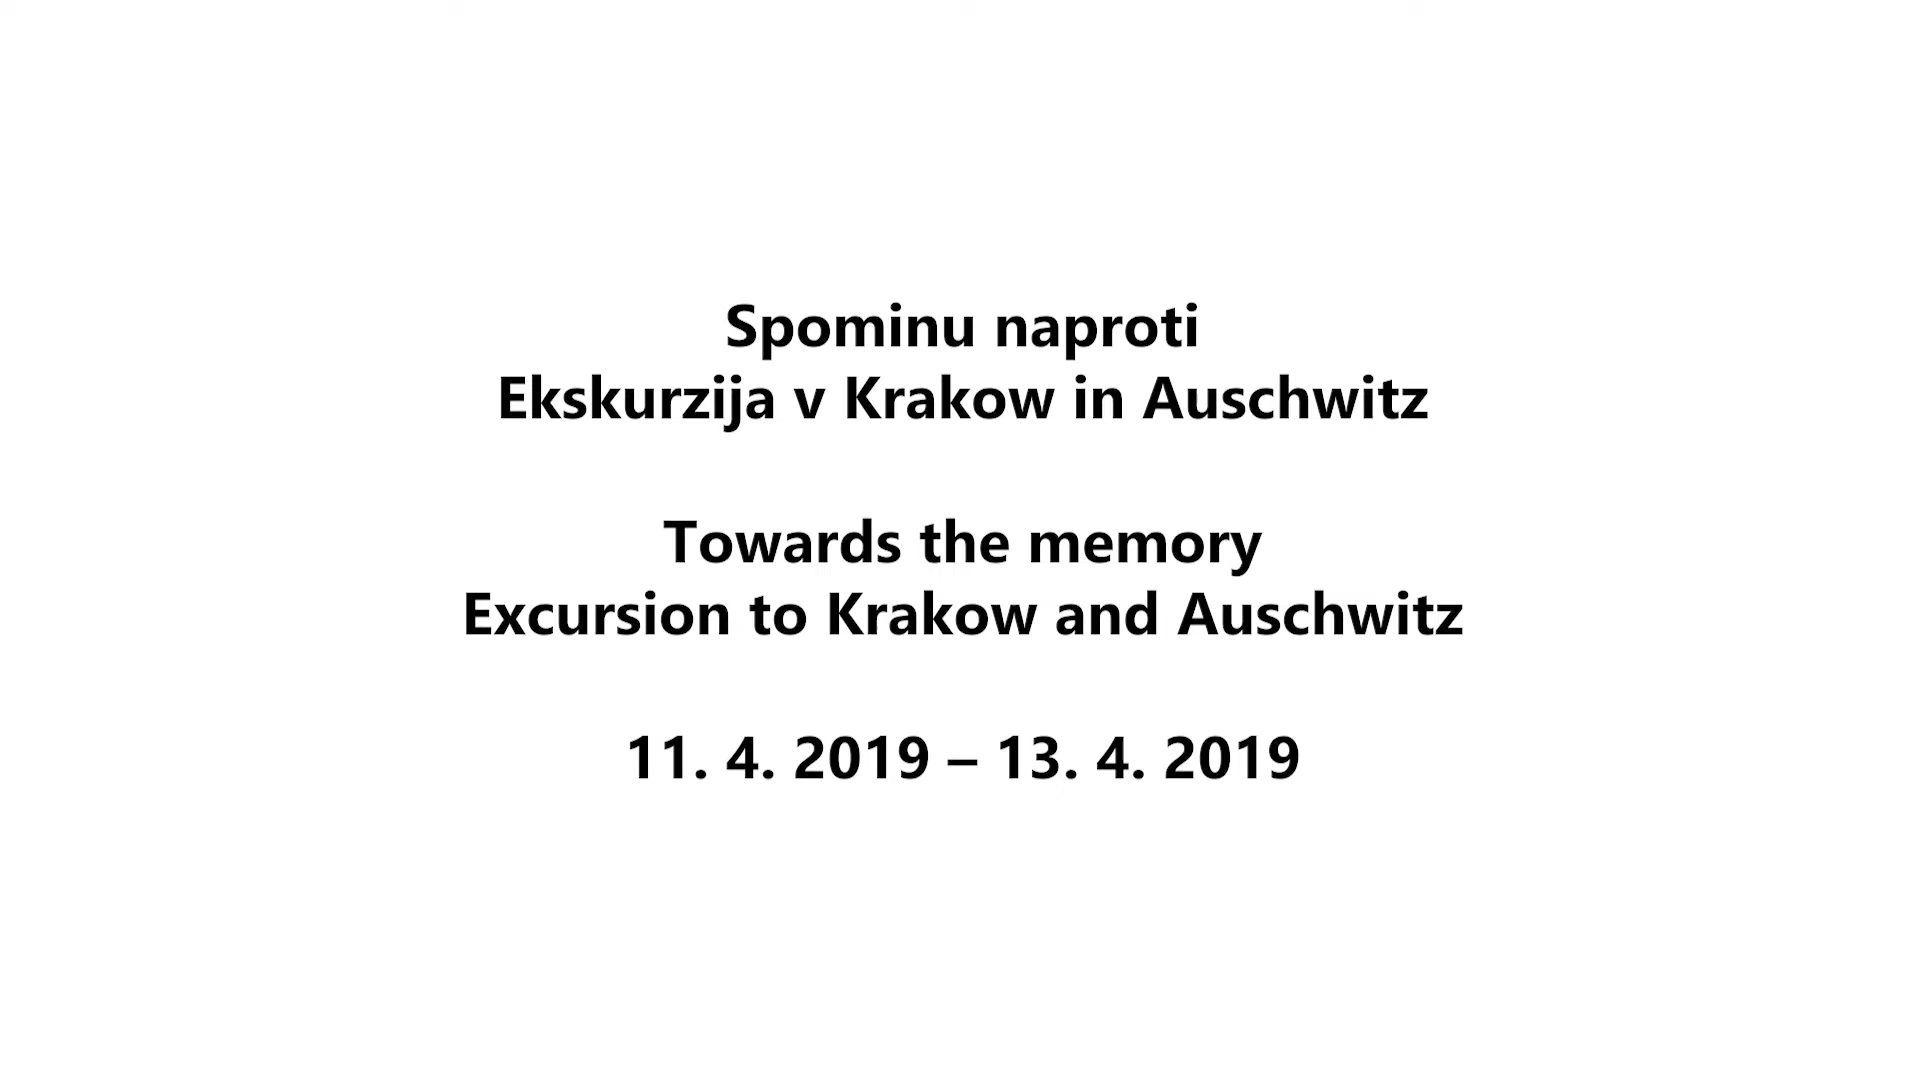 Spominu naproti
Ekskurzija v Krakow in Auschwitz
Towards the memory
Excursion to Krakow and Auschwitz
11. 4. 2019 – 13. 4. 2019